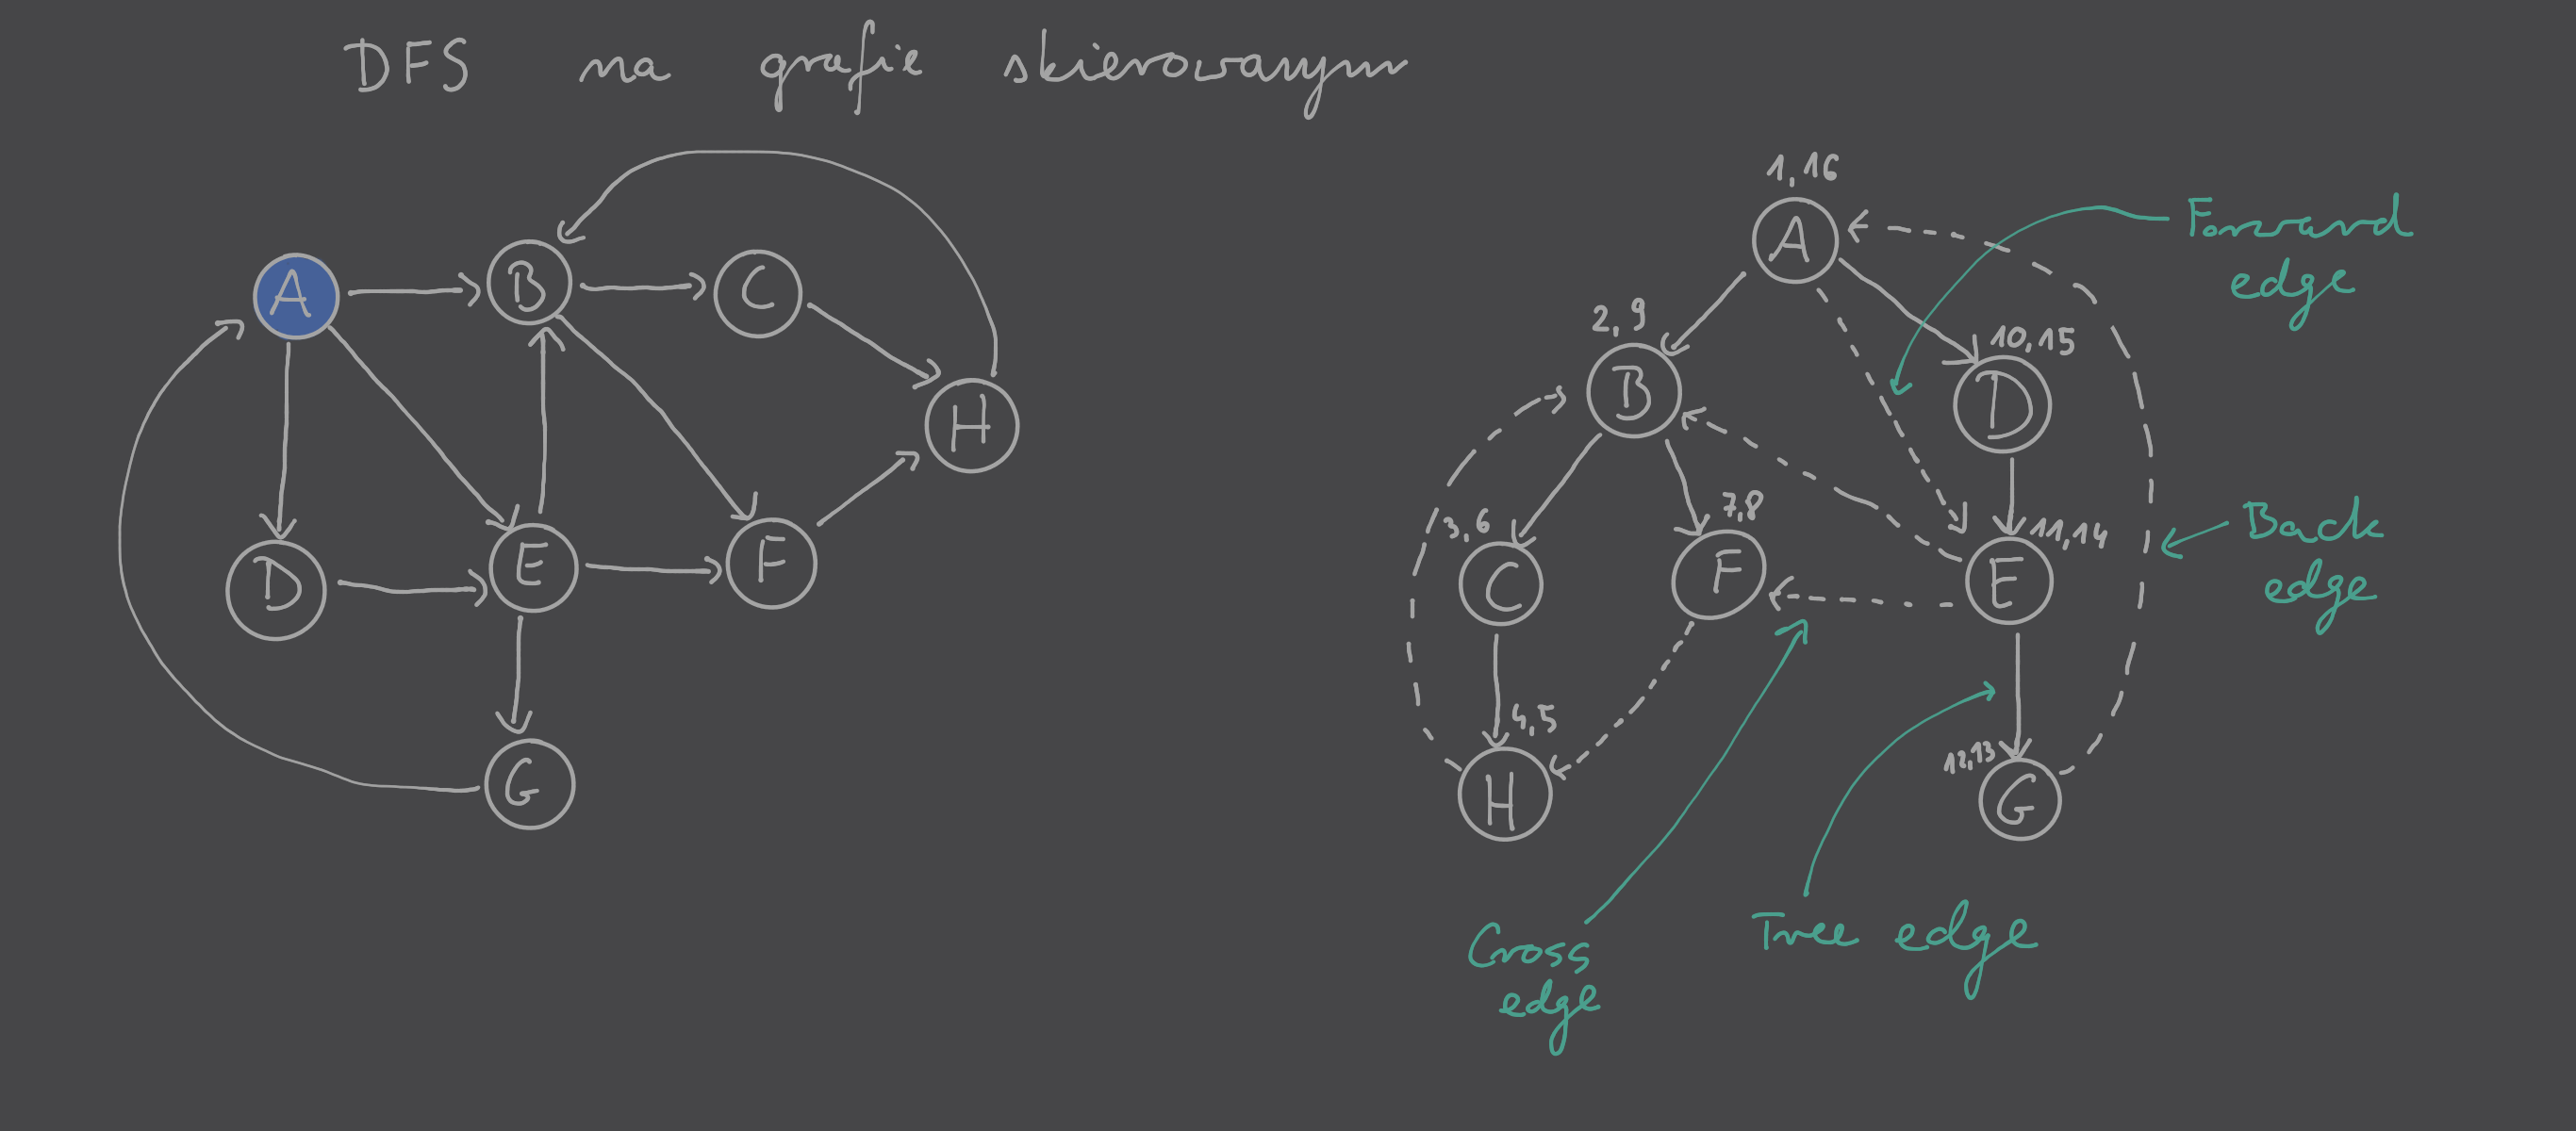 DFS na grafie skierowaym
A
B
C
H
D
E
F
G
1,16
A
2,9
B
10,15
D
3,6
C
7,8
F
11,14
E
4,5
H
12,13
G
Forward
edge
Back
edge
Cross
edge
Tree edge